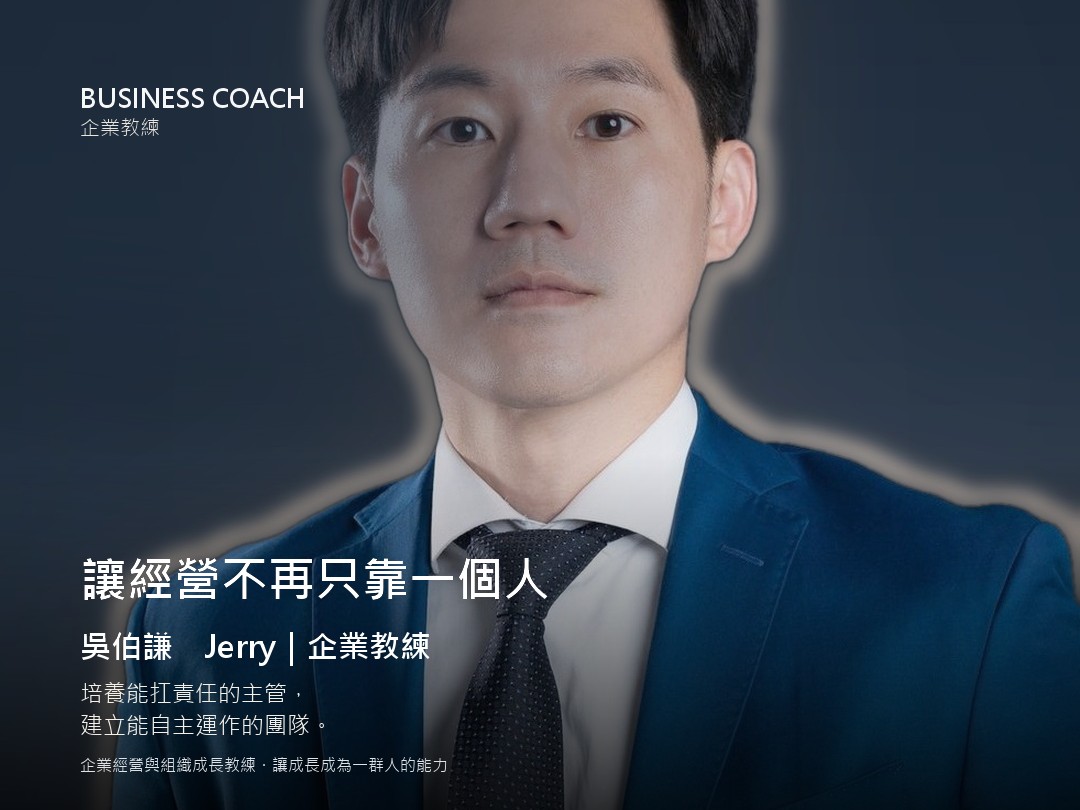 BUSINESS COACH
企業教練
讓經營不再只靠一個人
吳伯謙　Jerry｜企業教練
培養能扛責任的主管，
建立能自主運作的團隊。
企業經營與組織成長教練·讓成長成為一群人的能力